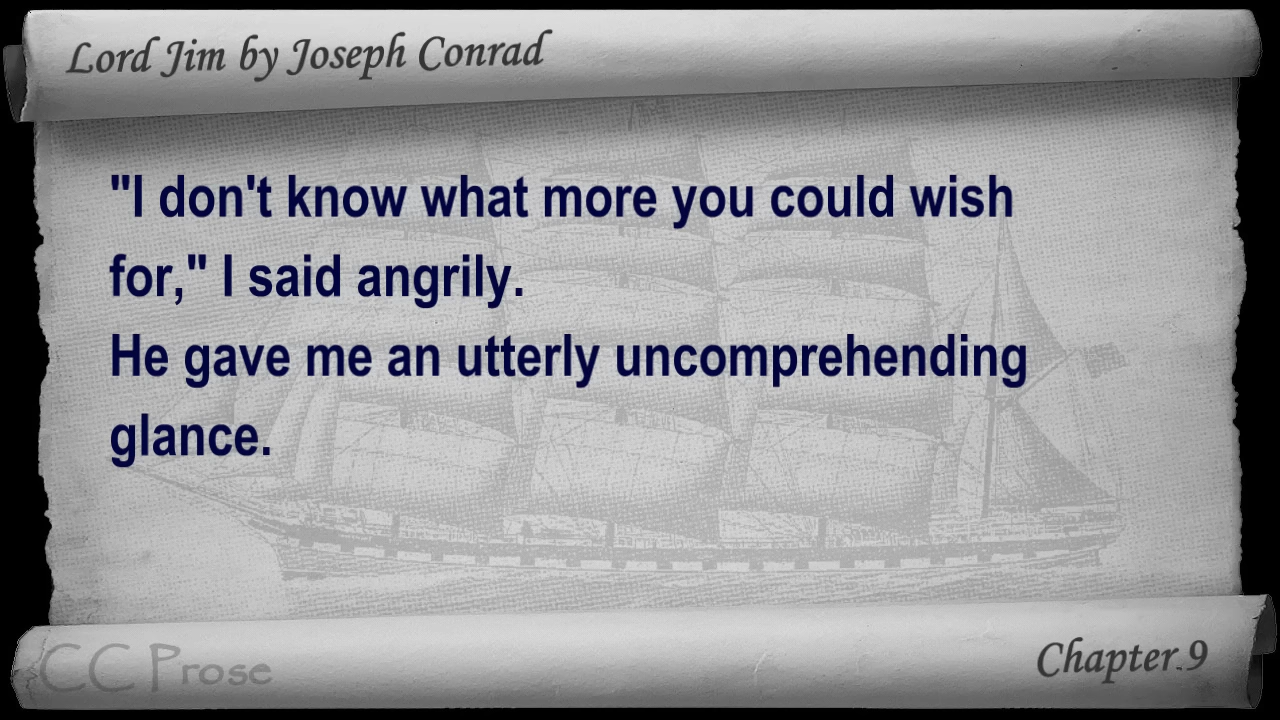 Lord Jim by Joseph Conrad
"I don't know what more you could wish
for," I said angrily.
He gave me an utterly uncomprehending
glance.
CC Prose
Chapter 9